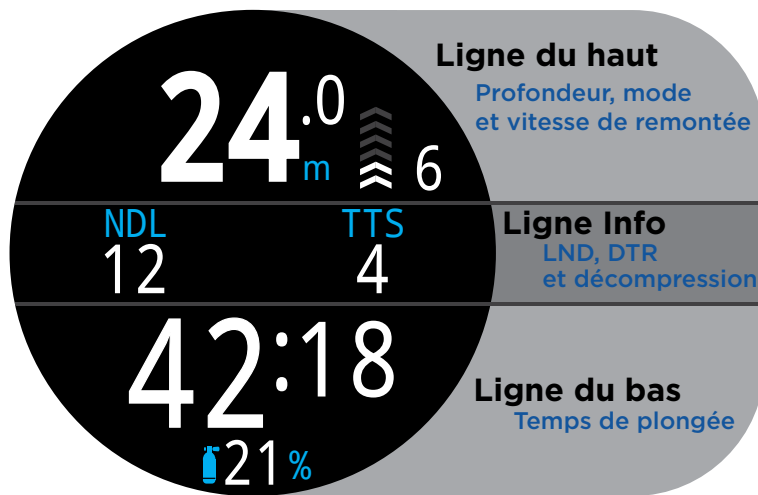 24.0 m 6
Ligne du haut
Profondeur, mode
et vitesse de remontée
NDL TTS
12 4
Ligne Info
LND, DTR
et décompression
42:18
21%
Ligne du bas
Temps de plongée